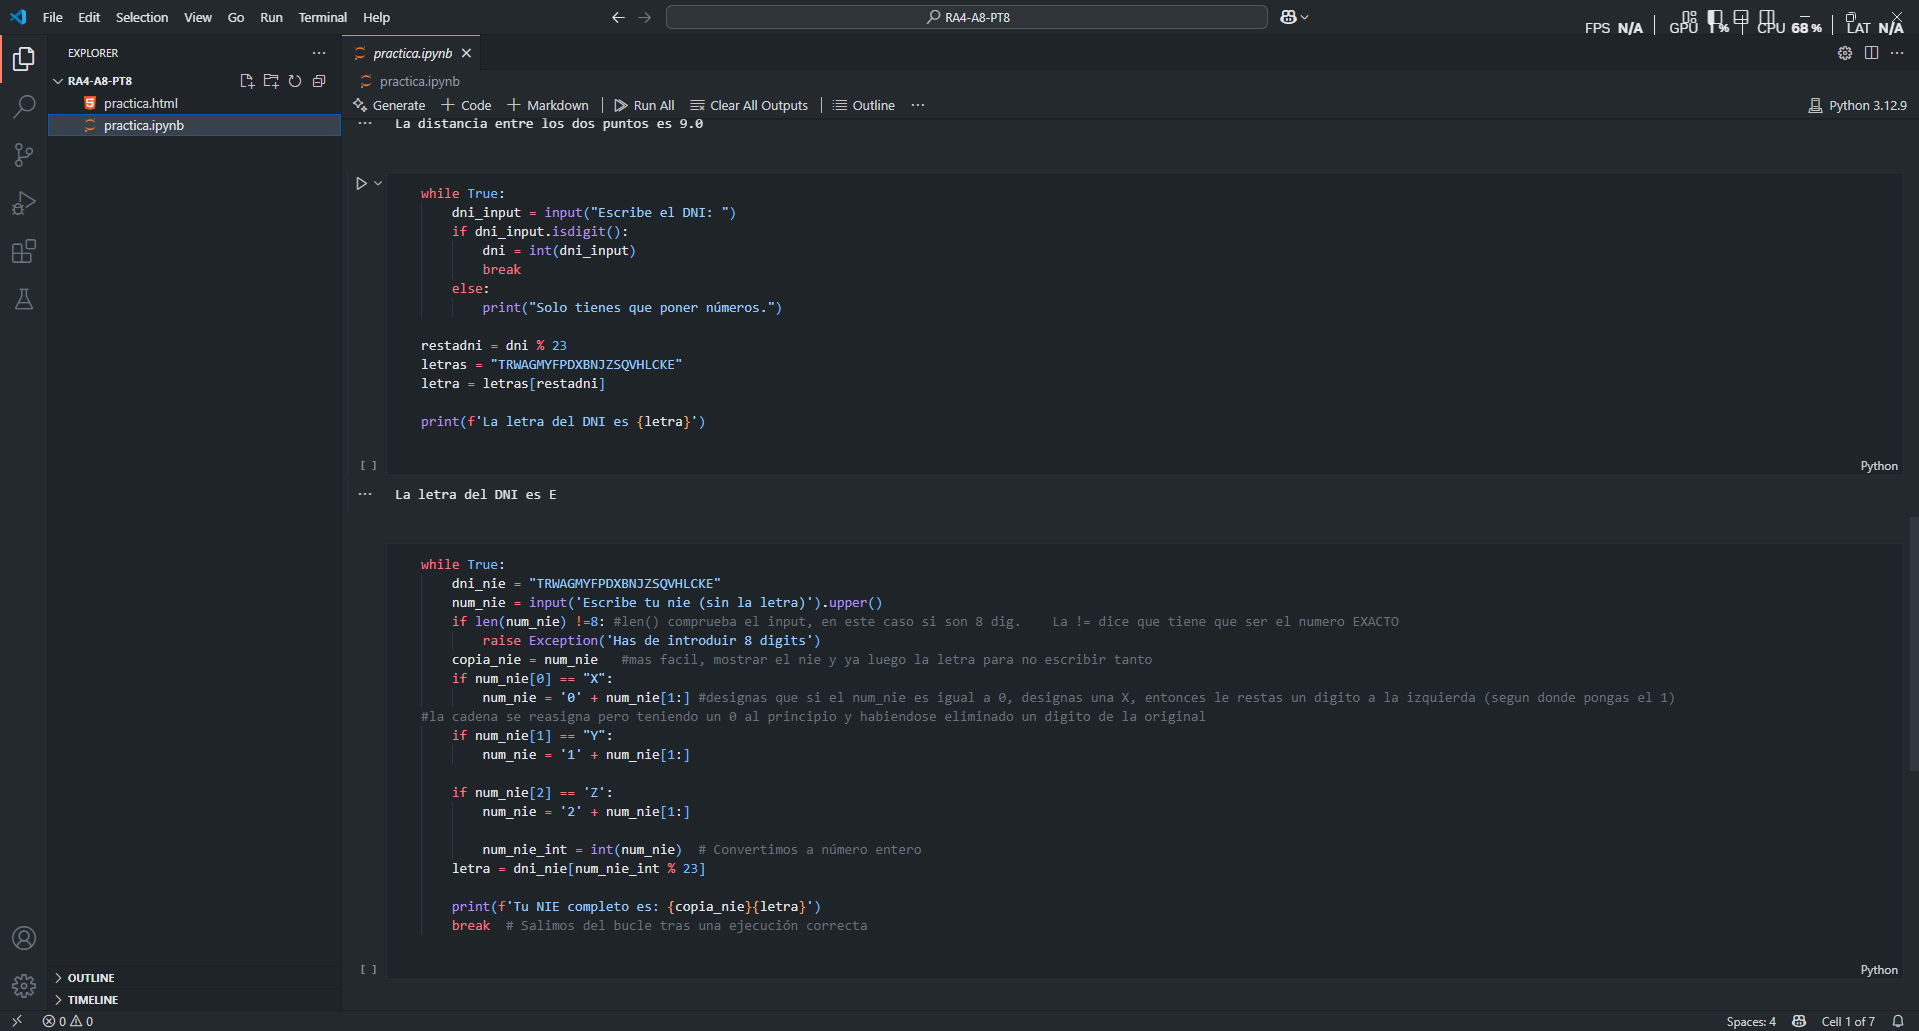 File Edit Selection View Go Run Terminal Help
RA4-A8-PT8
FPS N/A GPU 1% CPU 68% LAT N/A
EXPLORER
RA4-A8-PT8
practica.html
practica.ipynb
OUTLINE
TIMELINE
practica.ipynb
practica.ipynb
Generate Code Markdown Run All Clear All Outputs Outline
Python 3.12.9
La distancia entre los dos puntos es 9.0
while True:
dni_input = input("Escribe el DNI: ")
if dni_input.isdigit():
dni = int(dni_input)
break
else:
print("Solo tienes que poner números.")
restadni = dni % 23
letras = "TRWAGMYFPDXBNJZSQVHLCKE"
letra = letras[restadni]
print(f'La letra del DNI es {letra}')
[ ]
Python
La letra del DNI es E
while True:
dni_nie = "TRWAGMYFPDXBNJZSQVHLCKE"
num_nie = input('Escribe tu nie (sin la letra)').upper()
if len(num_nie) !=8: #len() comprueba el input, en este caso si son 8 dig. La != dice que tiene que ser el numero EXACTO
raise Exception('Has de introduir 8 digits')
copia_nie = num_nie #mas facil, mostrar el nie y ya luego la letra para no escribir tanto
if num_nie[0] == "X":
num_nie = '0' + num_nie[1:] #designas que si el num_nie es igual a 0, designas una X, entonces le restas un digito a la izquierda (segun donde pongas el 1)
#la cadena se reasigna pero teniendo un 0 al principio y habiendose eliminado un digito de la original
if num_nie[1] == "Y":
num_nie = '1' + num_nie[1:]
if num_nie[2] == 'Z':
num_nie = '2' + num_nie[1:]
num_nie_int = int(num_nie) # Convertimos a número entero
letra = dni_nie[num_nie_int % 23]
print(f'Tu NIE completo es: {copia_nie}{letra}')
break # Salimos del bucle tras una ejecución correcta
[ ]
Python
0 0
Spaces: 4 Cell 1 of 7